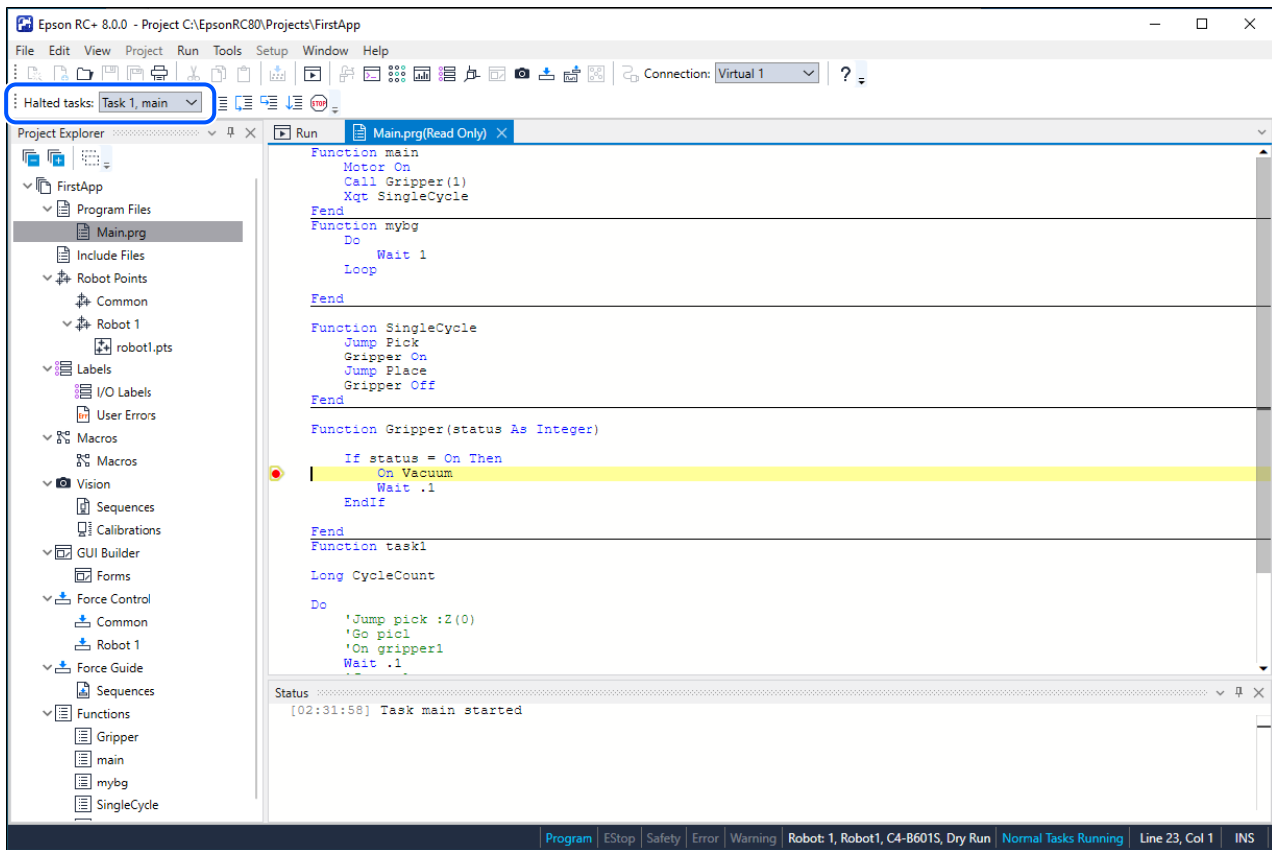 Epson RC+ 8.0.0 - Project C:\EpsonRC80\Projects\FirstApp
File Edit View Project Run Tools Setup Window Help
Connection: Virtual 1 ?
Halted tasks: Task 1, main STOP
Project Explorer
Run
Main.prg(Read Only)
FirstApp
Program Files
Main.prg
Include Files
Robot Points
Common
Robot 1
robot1.pts
Labels
I/O Labels
Err User Errors
Macros
Macros
Vision
Sequences
Calibrations
GUI Builder
Forms
Force Control
Common
Robot 1
Force Guide
Sequences
Functions
Gripper
main
mybg
SingleCycle
Function main
Motor On
Call Gripper(1)
Xqt SingleCycle
Fend
Function mybg
Do
Wait 1
Loop
Fend
Function SingleCycle
Jump Pick
Gripper On
Jump Place
Gripper Off
Fend
Function Gripper(status As Integer)
If status = On Then
On Vacuum
Wait .1
EndIf
Fend
Function task1
Long CycleCount
Do
'Jump pick :Z(0)
'Go picl
'On gripper1
Wait .1
Status
[02:31:58] Task main started
Program EStop Safety Error Warning Robot: 1, Robot1, C4-B601S, Dry Run Normal Tasks Running Line 23, Col 1 INS